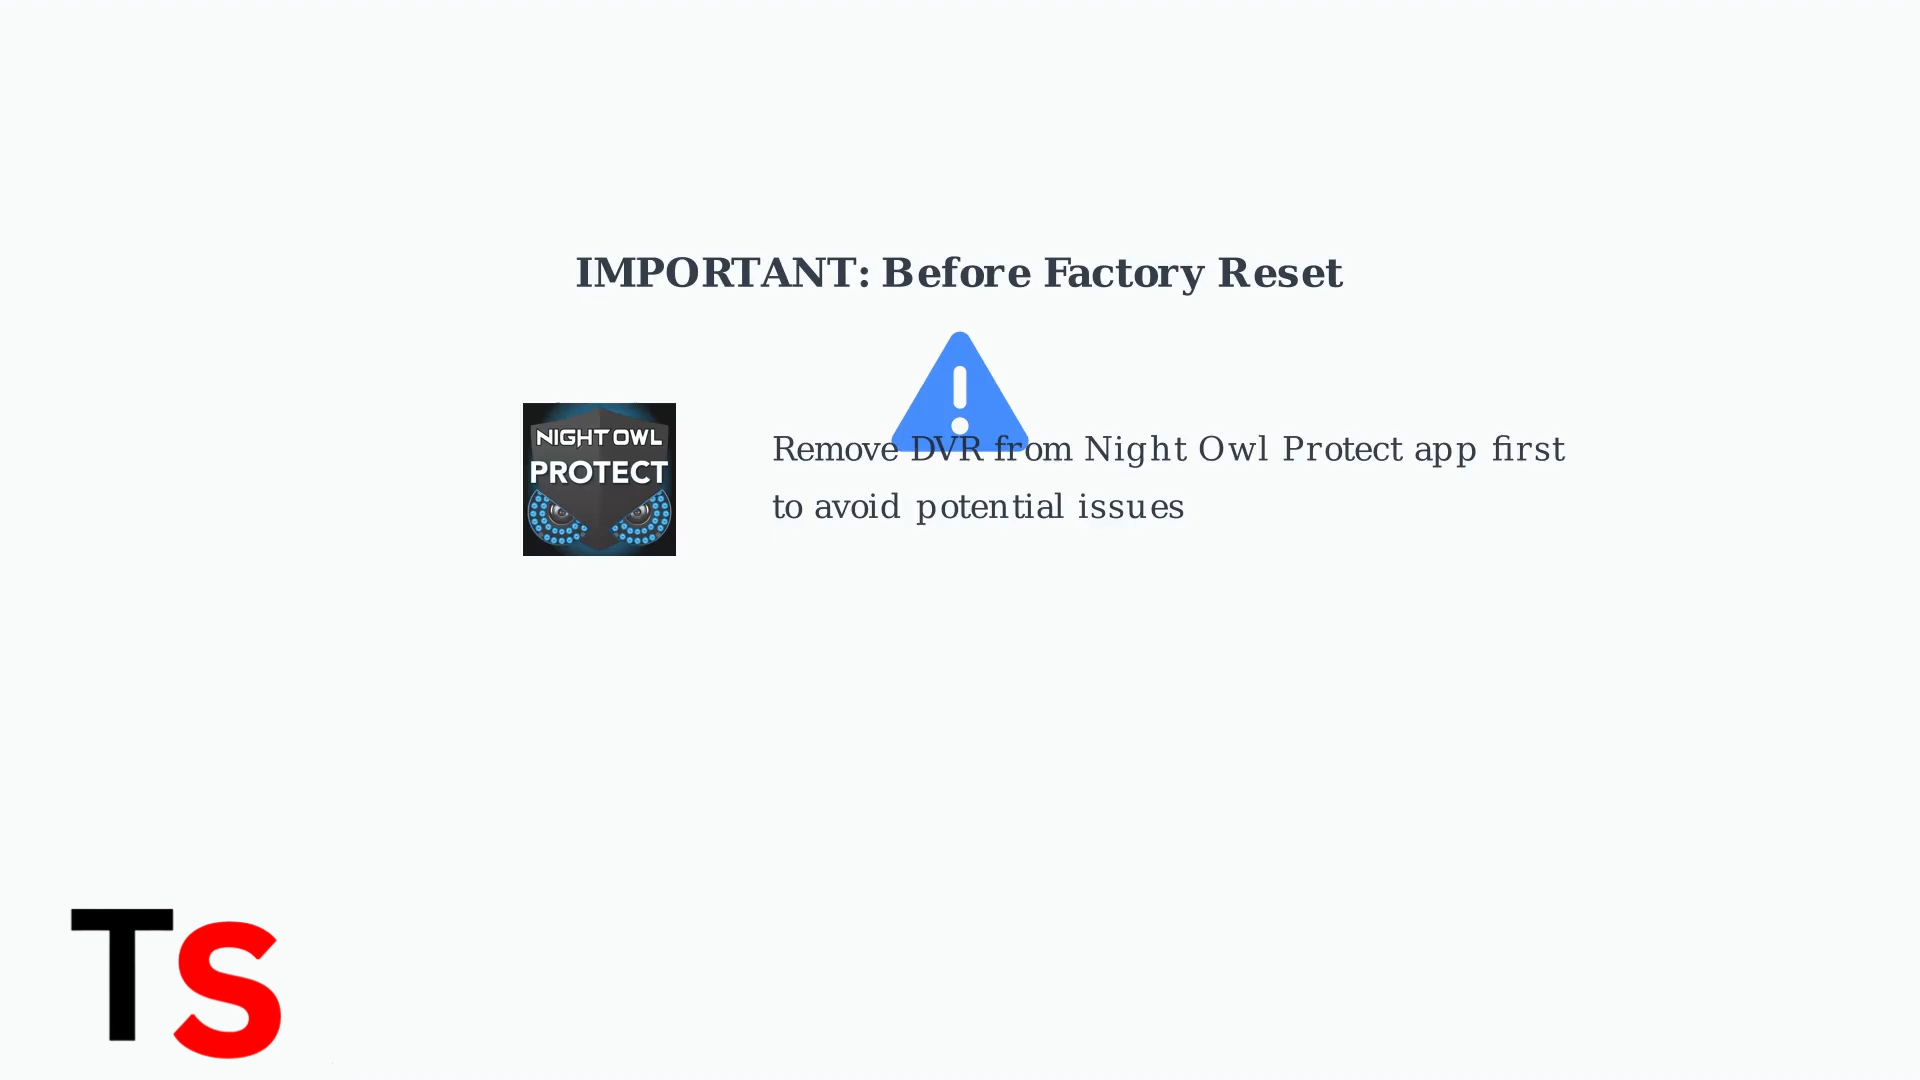 IMPORTANT: Before Factory Reset
NIGHT OWL
PROTECT
Remove DVR from Night Owl Protect app first
to avoid potential issues
TS